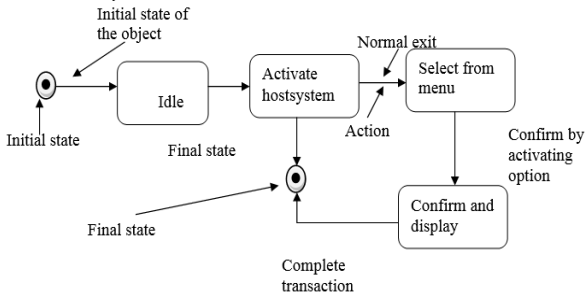 Initial state of
the object
Normal exit
Idle
Activate
hostsystem
Select from
menu
Initial state
Action
Final state
Confirm by
activating
option
Confirm and
display
Final state
Complete
transaction